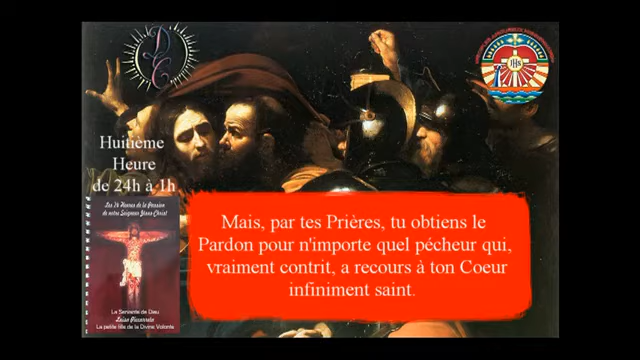 Huitième
Heure
de 24h à 1h
Les 24 Heures de la Passion
de notre Seigneur Jésus-Christ
La Servante de Dieu
Luisa Piccarreta
La petite fille de la Divine Volonté
Mais, par tes Prières, tu obtiens le
Pardon pour n'importe quel pécheur qui,
vraiment contrit, a recours à ton Coeur
infiniment saint.
IHS